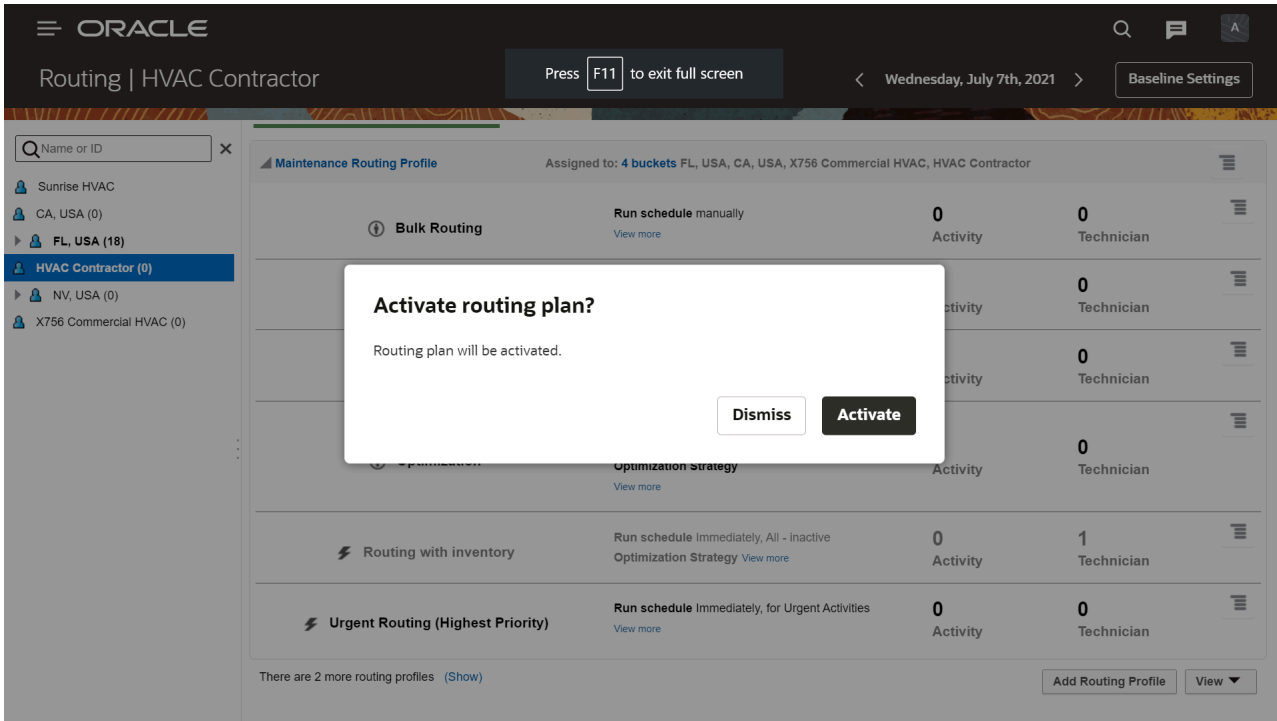 ORACLE
A
Routing | HVAC Contractor
Press F11 to exit full screen
Wednesday, July 7th, 2021
Baseline Settings
Name or ID
Sunrise HVAC
CA, USA (0)
FL, USA (18)
HVAC Contractor (0)
NV, USA (0)
X756 Commercial HVAC (0)
Maintenance Routing Profile
Assigned to: 4 buckets FL, USA, CA, USA, X756 Commercial HVAC, HVAC Contractor
Bulk Routing
Run schedule manually
View more
0
Activity
0
Technician
Activate routing plan?
Routing plan will be activated.
Dismiss
Activate
ctivity
0
Technician
ctivity
0
Technician
Optimization
Optimization Strategy
View more
Activity
0
Technician
Routing with inventory
Run schedule Immediately, All - inactive
Optimization Strategy View more
0
Activity
1
Technician
Urgent Routing (Highest Priority)
Run schedule Immediately, for Urgent Activities
View more
0
Activity
0
Technician
There are 2 more routing profiles (Show)
Add Routing Profile
View